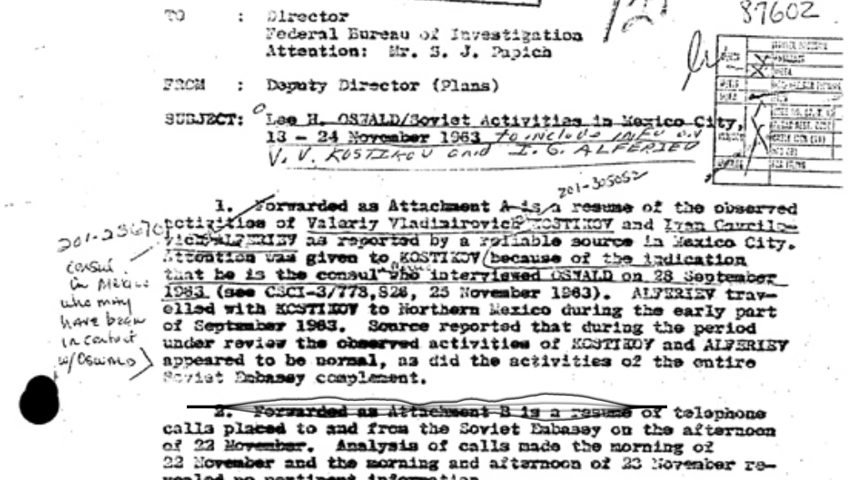 87602
TO : Director
Federal Bureau of Investigation
Attention: Mr. S. J. Papich
FROM : Deputy Director (Plans)
SUBJECT: Lee H. OSWALD/Soviet Activities in Mexico City,
13 - 24 November 1963 to include INFO on
V. V. KOSTIKOV and I. G. ALFERIEV
201-305052
1. Forwarded as Attachment A is a resume of the observed
activities of Valeriy Vladimirovich KOSTIKOV and Ivan Gavrilo-
vich ALFERIEV as reported by a reliable source in Mexico City.
Attention was given to KOSTIKOV because of the indication
that he is the consul who interviewed OSWALD on 28 September
1963 (see CSCI-3/778,826, 25 November 1963). ALFERIEV trav-
elled with KOSTIKOV to Northern Mexico during the early part
of September 1963. Source reported that during the period
under review the observed activities of KOSTIKOV and ALFERIEV
appeared to be normal, as did the activities of the entire
Soviet Embassy complement.
consul
in Mexico
who may
have been
in contact
w/OSWALD
2. Forwarded as Attachment B is a resume of telephone
calls placed to and from the Soviet Embassy on the afternoon
of 22 November. Analysis of calls made the morning of
22 November and the morning and afternoon of 23 November re-
vealed no pertinent information